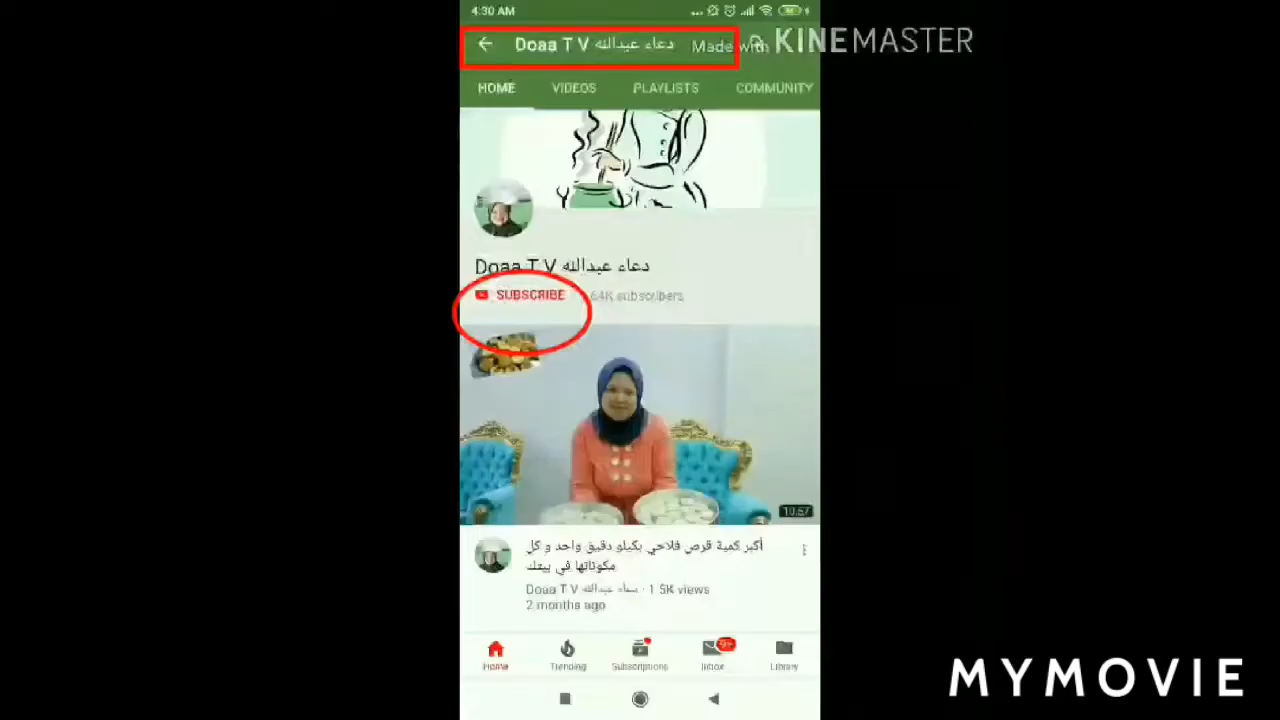 4:30 AM
Doaa T V دعاء عبدالله
Made with KINEMASTER
HOME VIDEOS PLAYLISTS COMMUNITY
Doaa T V دعاء عبدالله
SUBSCRIBE 64K subscribers
10:57
أكبر كمية قرص فلاحي بكيلو دقيق واحد و كل
مكوناتها في بيتك
Doaa T V دعاء عبدالله · 1.5K views
2 months ago
9+
Home Trending Subscriptions Inbox Library
MYMOVIE